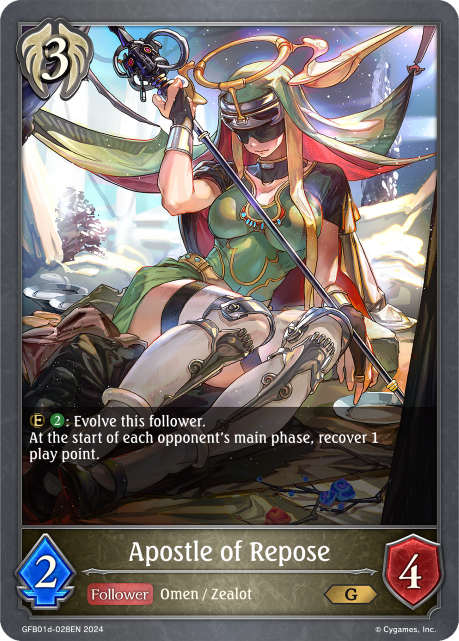 3
E 2: Evolve this follower.
At the start of each opponent's main phase, recover 1
play point.
Apostle of Repose
2
Follower Omen / Zealot
G
4
GFB01d-028EN 2024
© Cygames, Inc.